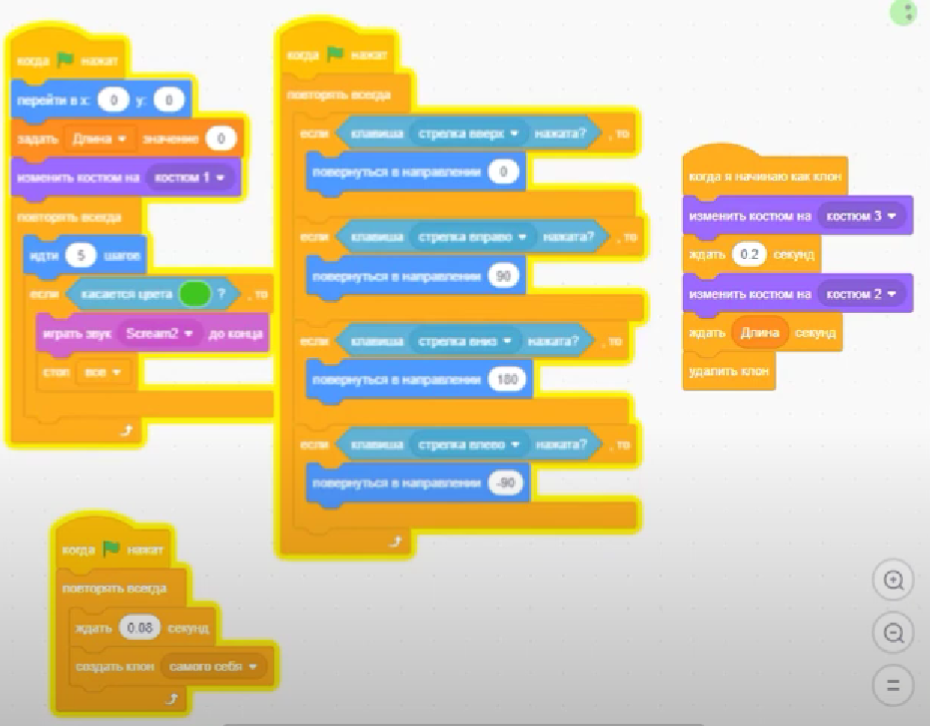 когда нажат
перейти в x: 0 y: 0
задать Длина значение 0
изменить костюм на костюм 1
повторять всегда
идти 5 шагов
если касается цвета ? , то
играть звук Scream2 до конца
стоп все
когда нажат
повторять всегда
если клавиша стрелка вверх нажата? , то
повернуться в направлении 0
если клавиша стрелка вправо нажата? , то
повернуться в направлении 90
если клавиша стрелка вниз нажата? , то
повернуться в направлении 180
если клавиша стрелка влево нажата? , то
повернуться в направлении -90
когда я начинаю как клон
изменить костюм на костюм 3
ждать 0.2 секунд
изменить костюм на костюм 2
ждать Длина секунд
удалить клон
когда нажат
повторять всегда
ждать 0.08 секунд
создать клон самого себя